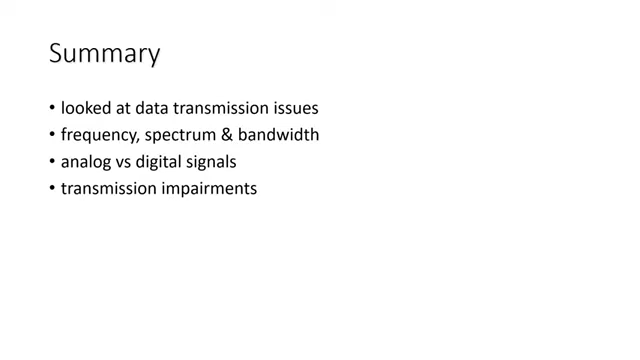 Summary
• looked at data transmission issues
• frequency, spectrum & bandwidth
• analog vs digital signals
• transmission impairments